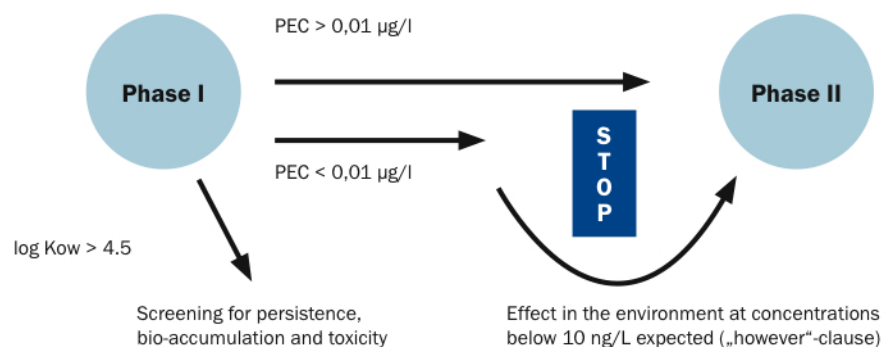 PEC > 0,01 µg/l
Phase I
Phase II
S
T
O
P
PEC < 0,01 µg/l
log Kow > 4.5
Screening for persistence,
bio-accumulation and toxicity
Effect in the environment at concentrations
below 10 ng/L expected („however“-clause)